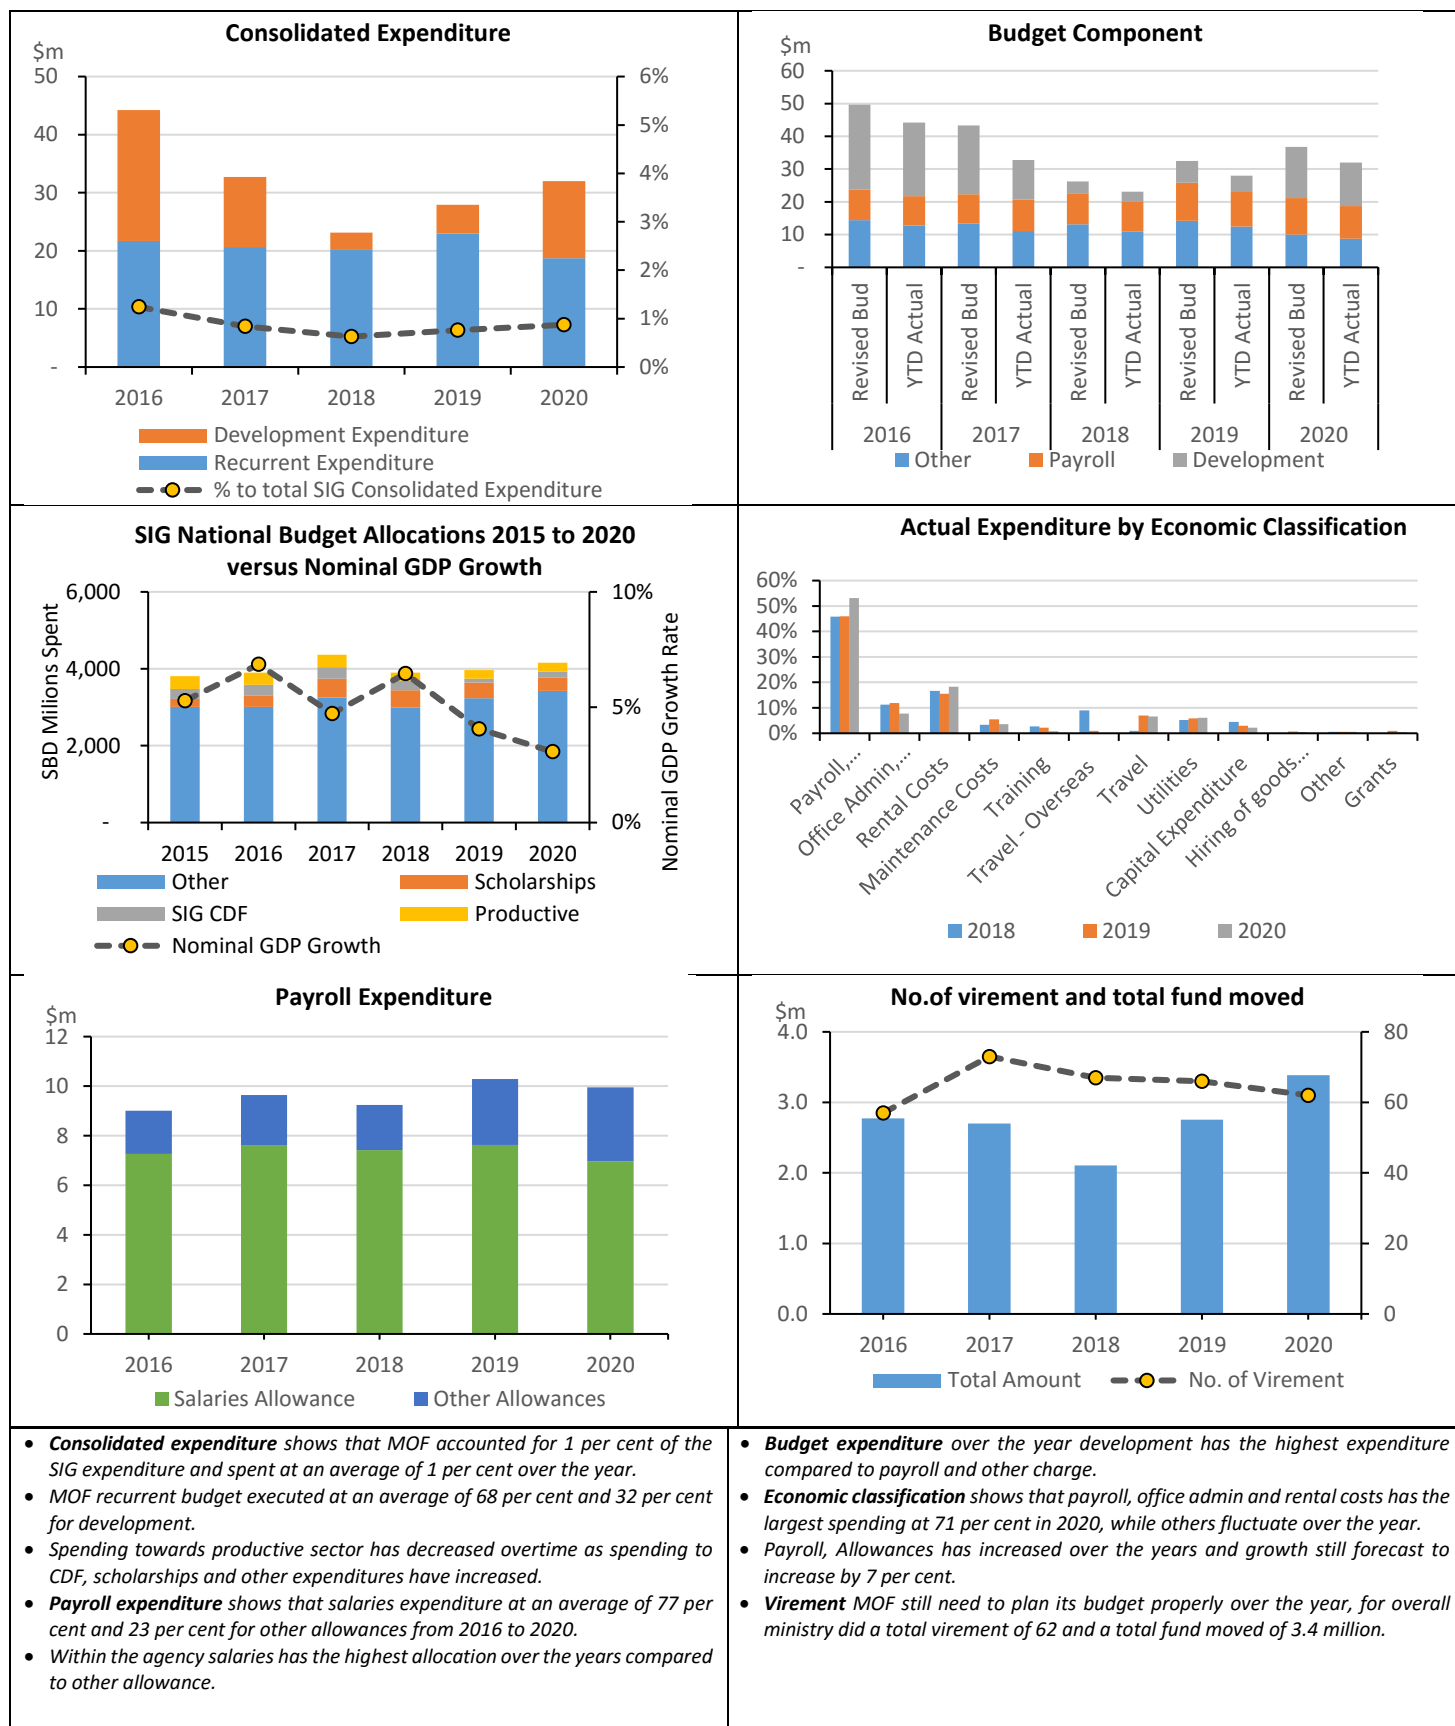 Consolidated Expenditure
$m
50
40
30
20
10
-
6%
5%
4%
3%
2%
1%
0%
2016 2017 2018 2019 2020
Development Expenditure
Recurrent Expenditure
% to total SIG Consolidated Expenditure
Budget Component
$m
60
50
40
30
20
10
-
Revised Bud YTD Actual Revised Bud YTD Actual Revised Bud YTD Actual Revised Bud YTD Actual Revised Bud YTD Actual
2016 2017 2018 2019 2020
Other Payroll Development
SIG National Budget Allocations 2015 to 2020
versus Nominal GDP Growth
SBD Milions Spent
6,000
4,000
2,000
-
10%
5%
0%
Nominal GDP Growth Rate
2015 2016 2017 2018 2019 2020
Other Scholarships
SIG CDF Productive
Nominal GDP Growth
Actual Expenditure by Economic Classification
60%
50%
40%
30%
20%
10%
0%
Payroll,...
Office Admin,...
Rental Costs
Maintenance Costs
Training
Travel - Overseas
Travel
Utilities
Capital Expenditure
Hiring of goods...
Other
Grants
2018 2019 2020
Payroll Expenditure
$m
12
10
8
6
4
2
0
2016 2017 2018 2019 2020
Salaries Allowance Other Allowances
No.of virement and total fund moved
$m
4.0
3.0
2.0
1.0
0.0
80
60
40
20
0
2016 2017 2018 2019 2020
Total Amount No. of Virement
• Consolidated expenditure shows that MOF accounted for 1 per cent of the
SIG expenditure and spent at an average of 1 per cent over the year.
• MOF recurrent budget executed at an average of 68 per cent and 32 per cent
for development.
• Spending towards productive sector has decreased overtime as spending to
CDF, scholarships and other expenditures have increased.
• Payroll expenditure shows that salaries expenditure at an average of 77 per
cent and 23 per cent for other allowances from 2016 to 2020.
• Within the agency salaries has the highest allocation over the years compared
to other allowance.
• Budget expenditure over the year development has the highest expenditure
compared to payroll and other charge.
• Economic classification shows that payroll, office admin and rental costs has the
largest spending at 71 per cent in 2020, while others fluctuate over the year.
• Payroll, Allowances has increased over the years and growth still forecast to
increase by 7 per cent.
• Virement MOF still need to plan its budget properly over the year, for overall
ministry did a total virement of 62 and a total fund moved of 3.4 million.